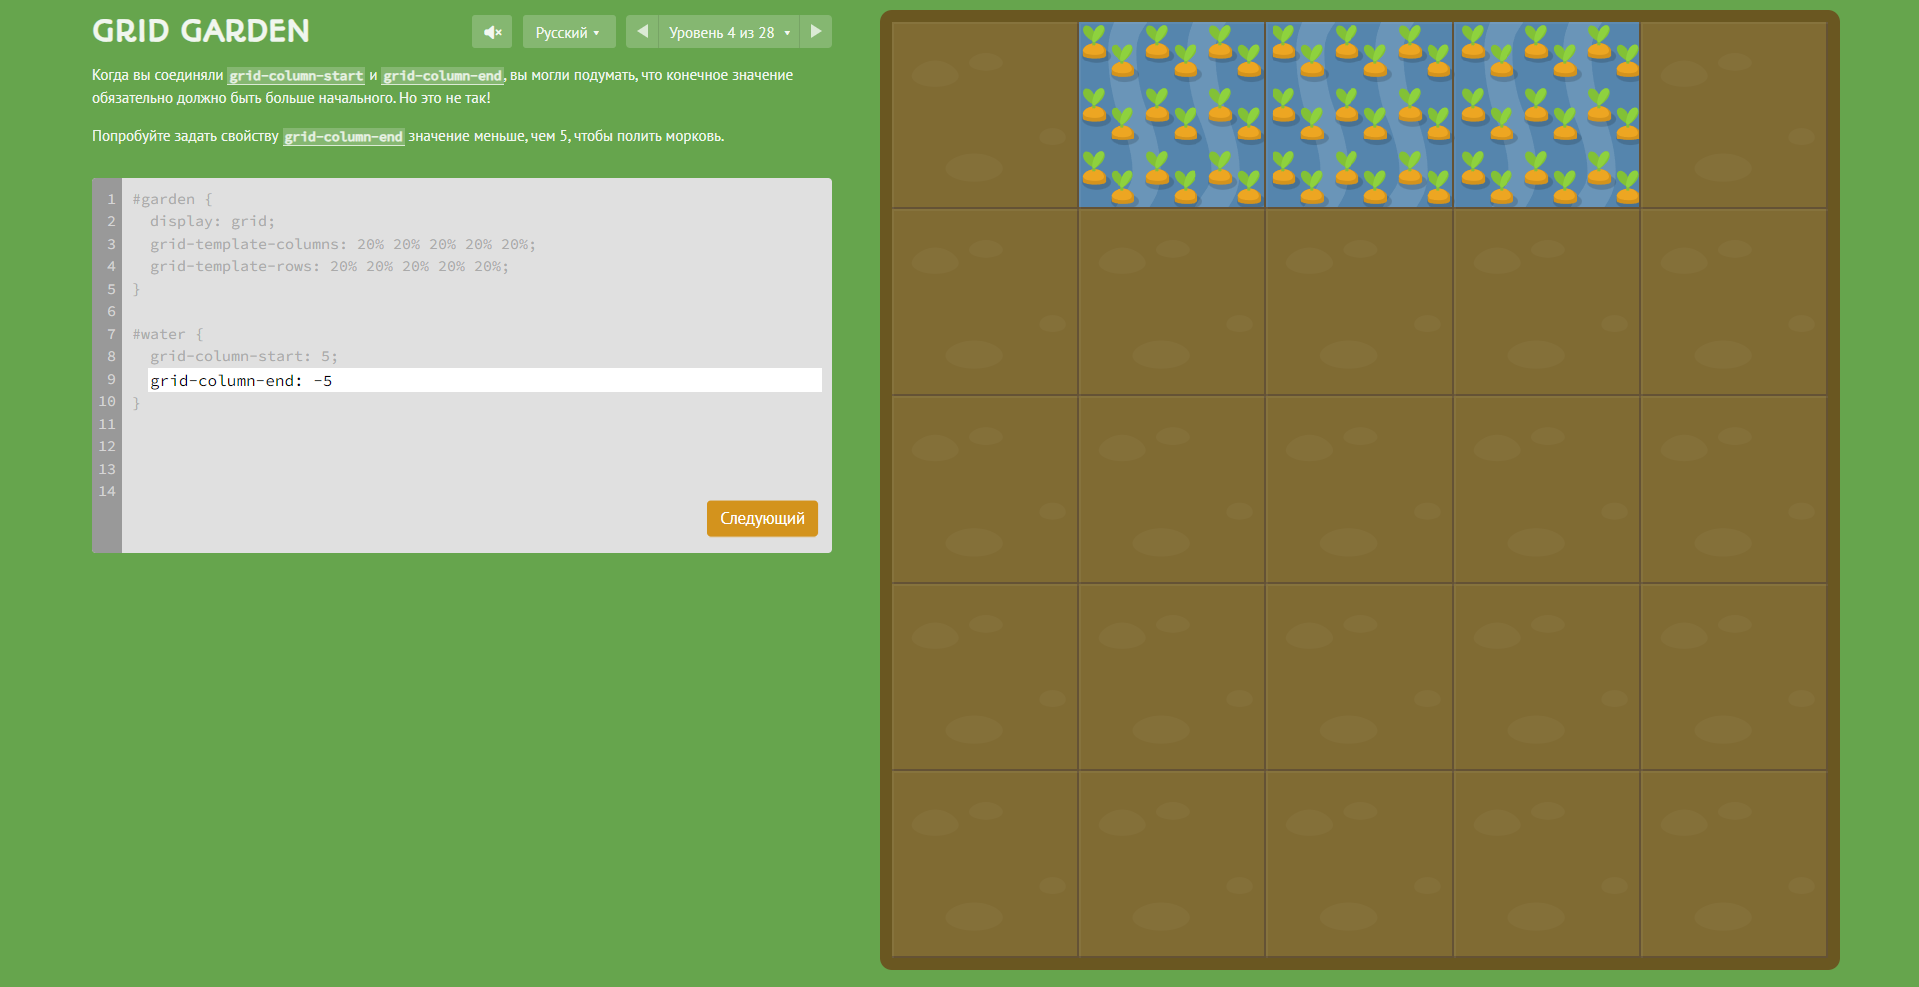 GRID GARDEN
Русский
Уровень 4 из 28
Когда вы соединяли grid-column-start и grid-column-end, вы могли подумать, что конечное значение
обязательно должно быть больше начального. Но это не так!
Попробуйте задать свойству grid-column-end значение меньше, чем 5, чтобы полить морковь.
1 #garden {
2 display: grid;
3 grid-template-columns: 20% 20% 20% 20% 20%;
4 grid-template-rows: 20% 20% 20% 20% 20%;
5 }
6
7 #water {
8 grid-column-start: 5;
9 grid-column-end: -5
10 }
11
12
13
14
Следующий